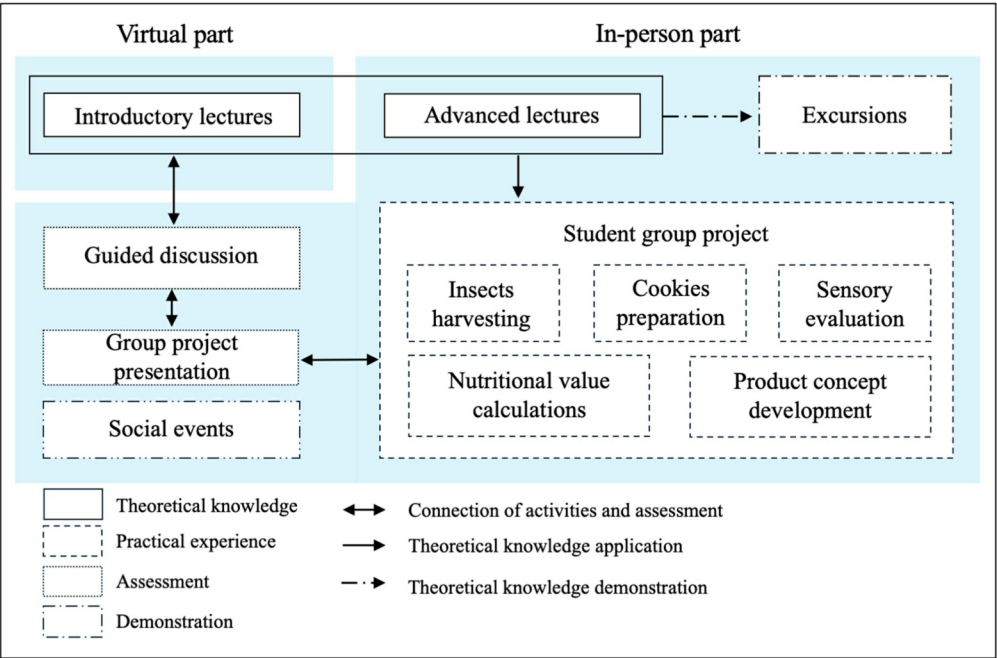 Virtual part
In-person part
Introductory lectures
Advanced lectures
Excursions
Guided discussion
Group project
presentation
Social events
Student group project
Insects
harvesting
Cookies
preparation
Sensory
evaluation
Nutritional value
calculations
Product concept
development
Theoretical knowledge
Practical experience
Assessment
Demonstration
Connection of activities and assessment
Theoretical knowledge application
Theoretical knowledge demonstration